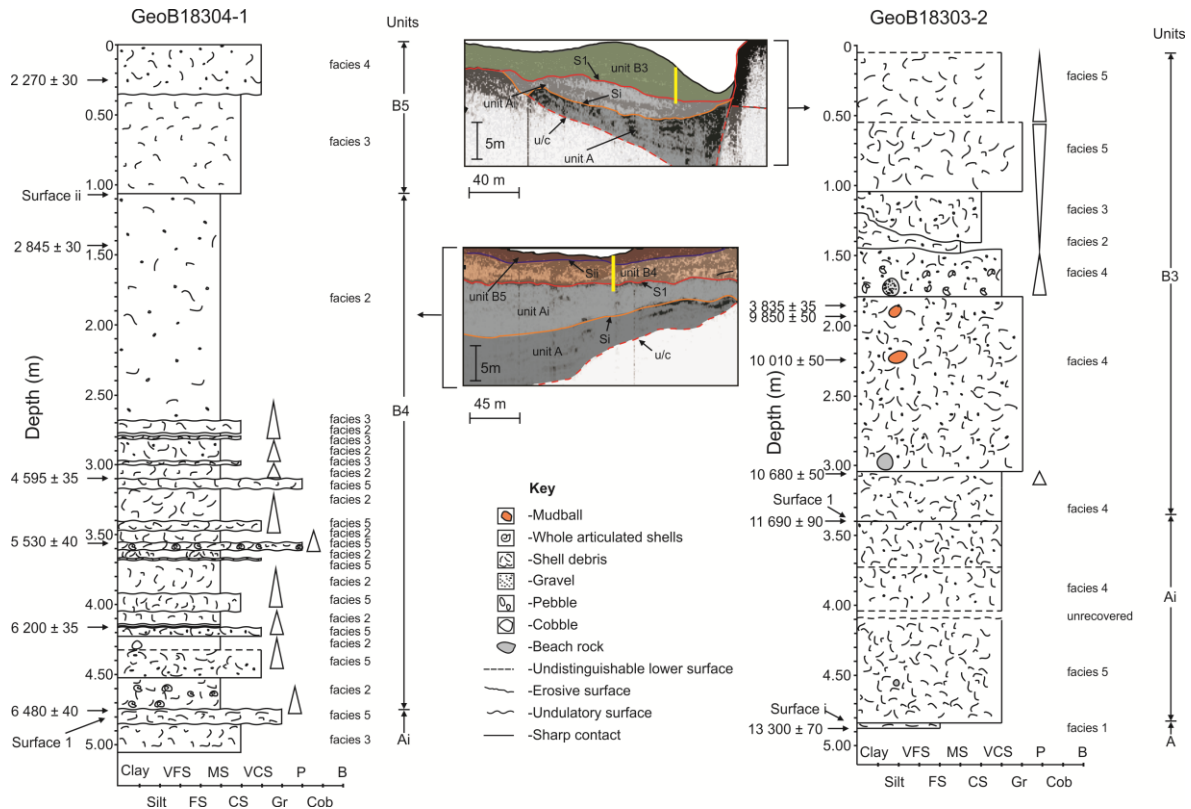 GeoB18304-1
Units
0
0.50
1.00
1.50
2.00
2.50
3.00
3.50
4.00
4.50
5.00
Depth (m)
2 270 ± 30
Surface ii
2 845 ± 30
4 595 ± 35
5 530 ± 40
6 200 ± 35
6 480 ± 40
Surface 1
facies 4
facies 3
facies 2
facies 3
facies 2
facies 3
facies 2
facies 3
facies 2
facies 5
facies 2
facies 5
facies 2
facies 5
facies 2
facies 5
facies 2
facies 5
facies 2
facies 5
facies 2
facies 5
facies 2
facies 5
facies 3
B5
B4
Ai
Clay VFS MS VCS P B
Silt FS CS Gr Cob
S1
unit B3
unit A
Si
u/c
unit A
5m
40 m
Sii
unit B4
unit B5
S1
unit Ai
Si
unit A
u/c
5m
45 m
Key
-Mudball
-Whole articulated shells
-Shell debris
-Gravel
-Pebble
-Cobble
-Beach rock
-Undistinguishable lower surface
-Erosive surface
-Undulatory surface
-Sharp contact
GeoB18303-2
Units
0
0.50
1.00
1.50
2.00
2.50
3.00
3.50
4.00
4.50
5.00
Depth (m)
3 835 ± 35
9 850 ± 50
10 010 ± 50
10 680 ± 50
Surface 1
11 690 ± 90
Surface i
13 300 ± 70
facies 5
facies 5
facies 3
facies 2
facies 4
facies 4
facies 4
facies 4
unrecovered
facies 5
facies 1
B3
Ai
A
Clay VFS MS VCS P B
Silt FS CS Gr Cob